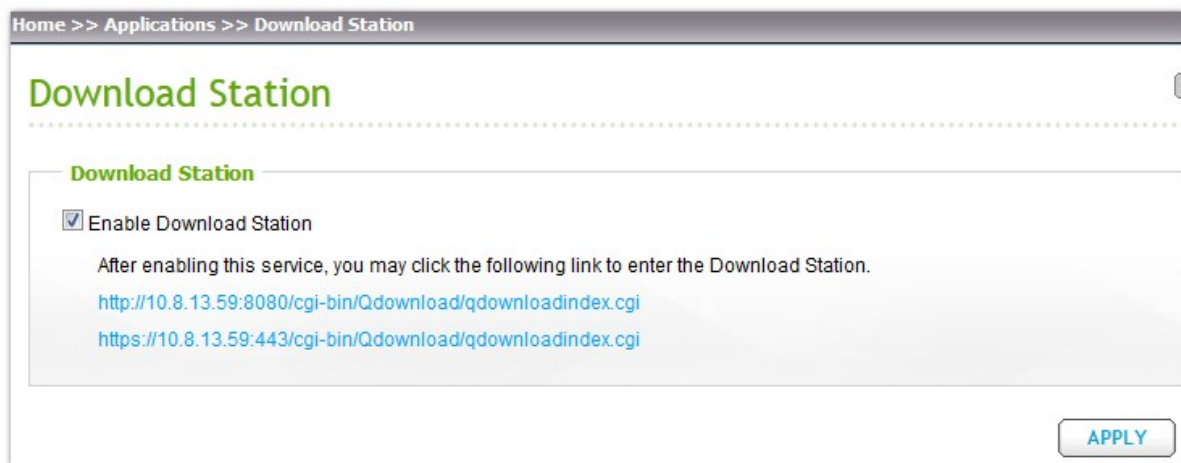 Home >> Applications >> Download Station
Download Station
Download Station
Enable Download Station
After enabling this service, you may click the following link to enter the Download Station.
http://10.8.13.59:8080/cgi-bin/Qdownload/qdownloadindex.cgi
https://10.8.13.59:443/cgi-bin/Qdownload/qdownloadindex.cgi
APPLY